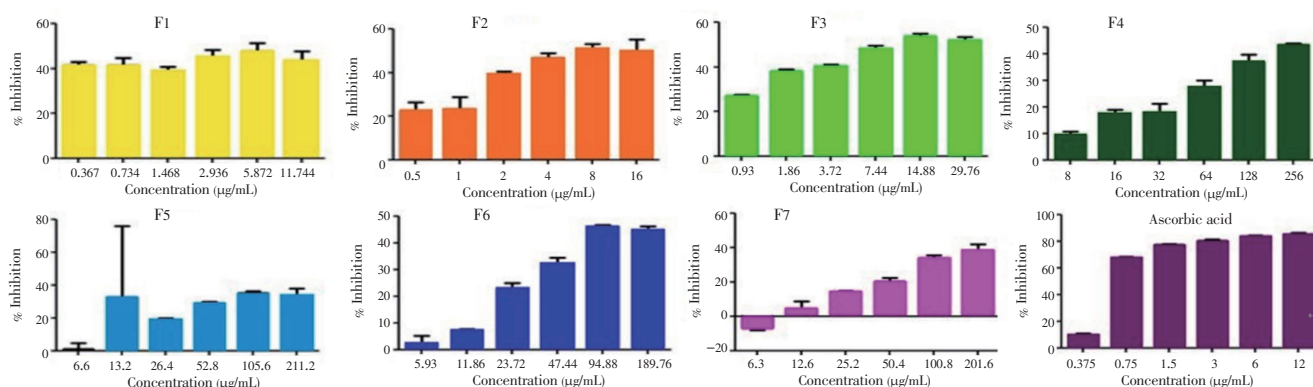 F1
60
40
20
0
% Inhibition
0.367 0.734 1.468 2.936 5.872 11.744
Concentration (μg/mL)
F2
60
40
20
0
% Inhibition
0.5 1 2 4 8 16
Concentration (μg/mL)
F3
60
40
20
0
% Inhibition
0.93 1.86 3.72 7.44 14.88 29.76
Concentration (μg/mL)
F4
50
40
30
20
10
0
% Inhibition
8 16 32 64 128 256
Concentration (μg/mL)
F5
80
60
40
20
0
% Inhibition
6.6 13.2 26.4 52.8 105.6 211.2
Concentration (μg/mL)
F6
50
40
30
20
10
0
% Inhibition
5.93 11.86 23.72 47.44 94.88 189.76
Concentration (μg/mL)
F7
60
40
20
0
−20
% Inhibition
6.3 12.6 25.2 50.4 100.8 201.6
Concentration (μg/mL)
Ascorbic acid
100
80
60
40
20
0
% Inhibition
0.375 0.75 1.5 3 6 12
Concentration (μg/mL)